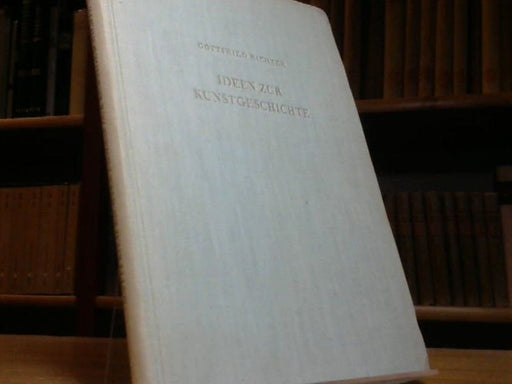 GOTTFRIED RICHTER
IDEEN ZUR
KUNSTGESCHICHTE